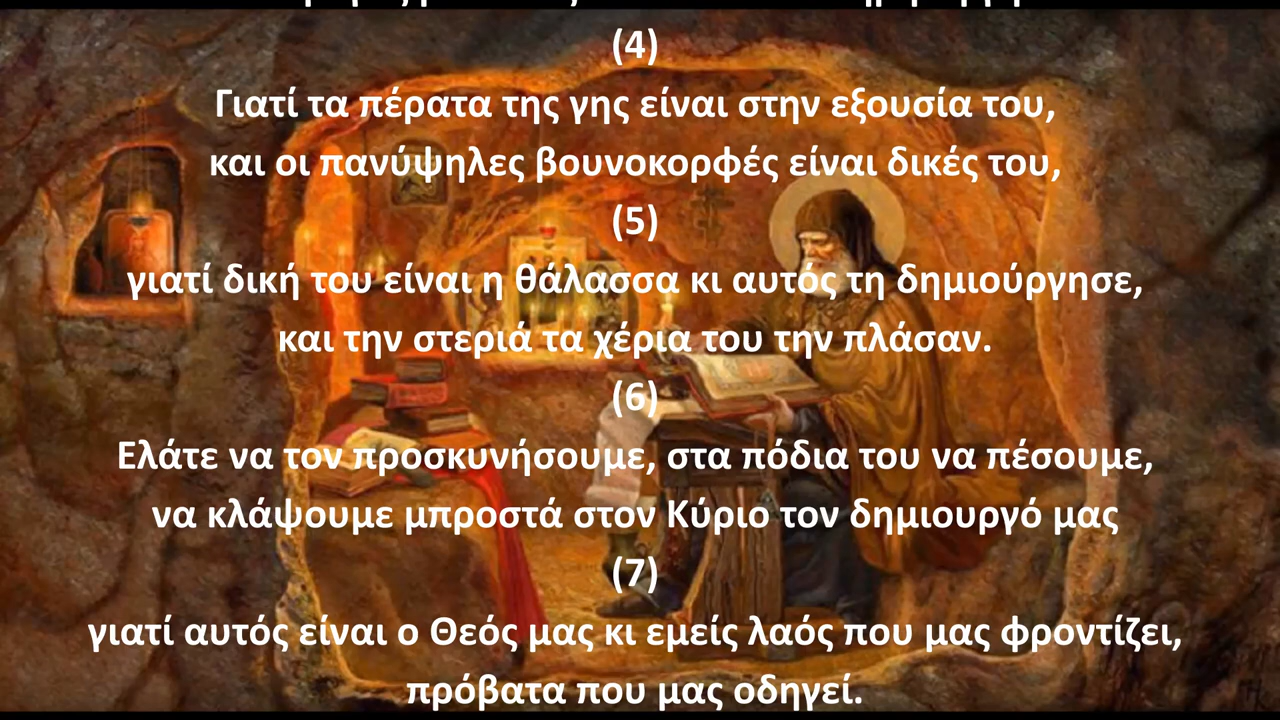 (4)
Γιατί τα πέρατα της γης είναι στην εξουσία του,
και οι πανύψηλες βουνοκορφές είναι δικές του,
(5)
γιατί δική του είναι η θάλασσα κι αυτός τη δημιούργησε,
και την στεριά τα χέρια του την πλάσαν.
(6)
Ελάτε να τον προσκυνήσουμε, στα πόδια του να πέσουμε,
να κλάψουμε μπροστά στον Κύριο τον δημιουργό μας
(7)
γιατί αυτός είναι ο Θεός μας κι εμείς λαός που μας φροντίζει,
πρόβατα που μας οδηγεί.